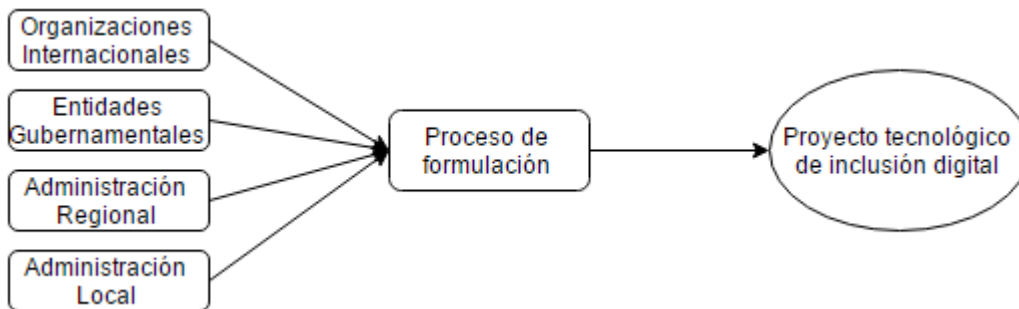 Organizaciones
Internacionales
Entidades
Gubernamentales
Administración
Regional
Administración
Local
Proceso de
formulación
Proyecto tecnológico
de inclusión digital